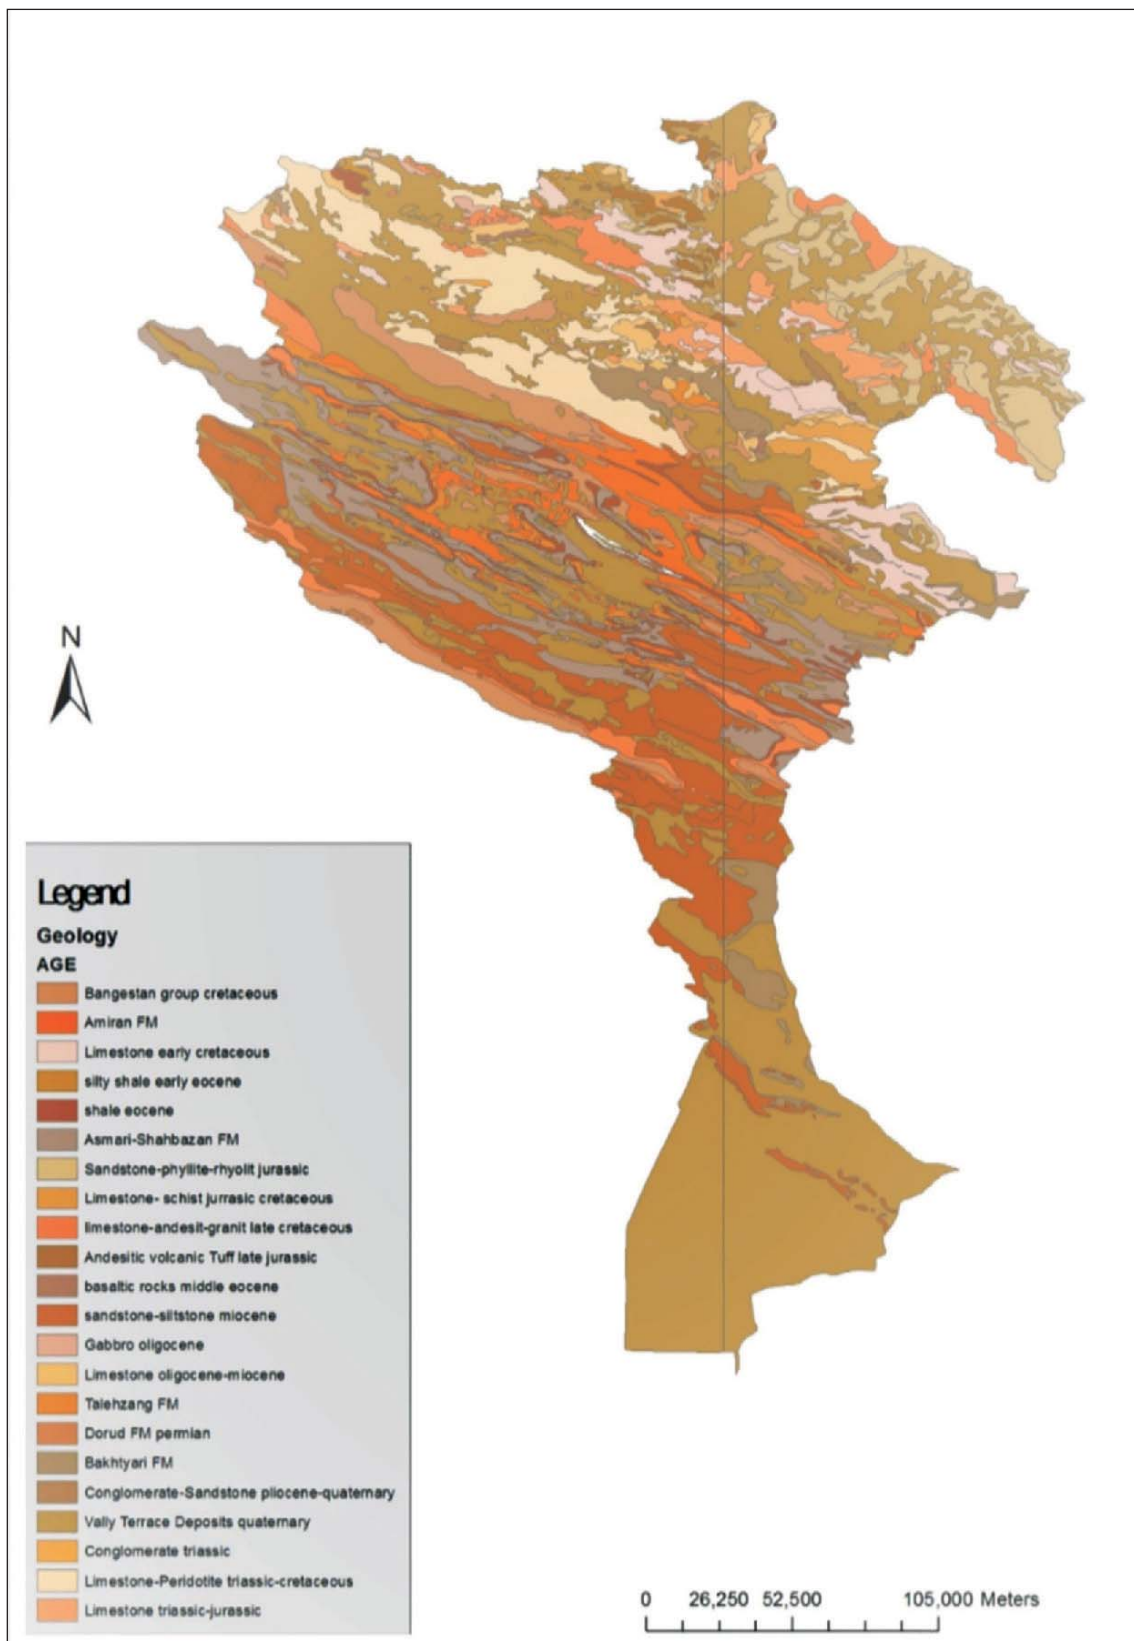 N
Legend
Geology
AGE
Bangestan group cretaceous
Amiran FM
Limestone early cretaceous
silty shale early eocene
shale eocene
Asmari-Shahbazan FM
Sandstone-phyllite-rhyolit jurassic
Limestone- schist jurrasic cretaceous
limestone-andesit-granit late cretaceous
Andesitic volcanic Tuff late jurassic
basaltic rocks middle eocene
sandstone-siltstone miocene
Gabbro oligocene
Limestone oligocene-miocene
Talehzang FM
Dorud FM permian
Bakhtyari FM
Conglomerate-Sandstone pliocene-quaternary
Vally Terrace Deposits quaternary
Conglomerate triassic
Limestone-Peridotite triassic-cretaceous
Limestone triassic-jurassic
0 26,250 52,500 105,000 Meters